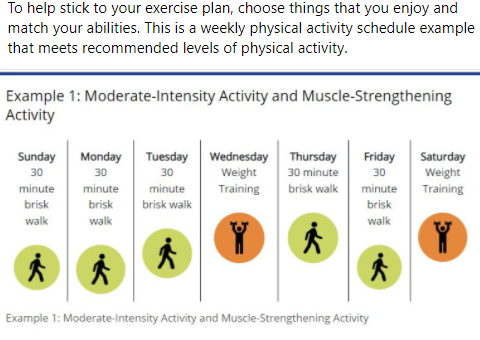 To help stick to your exercise plan, choose things that you enjoy and
match your abilities. This is a weekly physical activity schedule example
that meets recommended levels of physical activity.
Example 1: Moderate-Intensity Activity and Muscle-Strengthening
Activity
Sunday
30
minute
brisk
walk
Monday
30
minute
brisk
walk
Tuesday
30
minute
brisk walk
Wednesday
Weight
Training
Thursday
30 minute
brisk walk
Friday
30
minute
brisk
walk
Saturday
Weight
Training
Example 1: Moderate-Intensity Activity and Muscle-Strengthening Activity